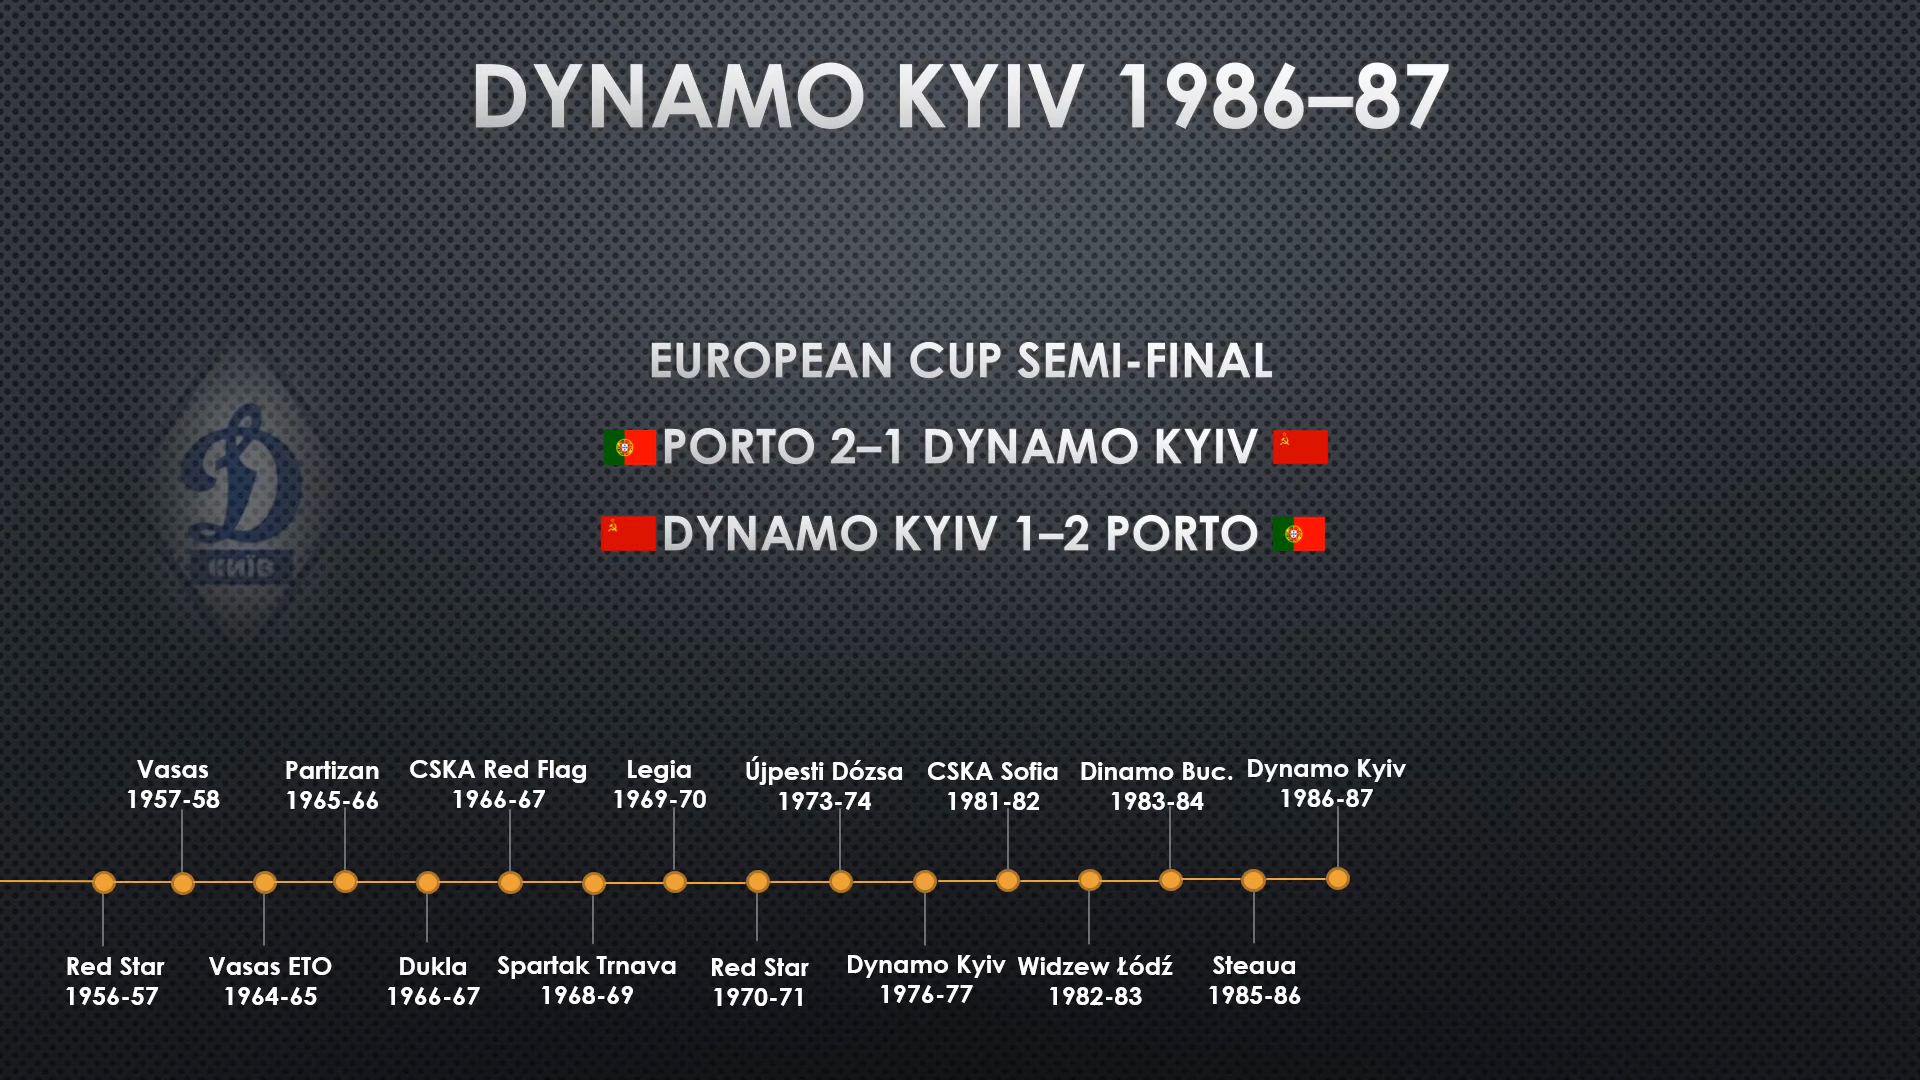 DYNAMO KYIV 1986–87
EUROPEAN CUP SEMI-FINAL
PORTO 2–1 DYNAMO KYIV
DYNAMO KYIV 1–2 PORTO
КИЇВ
Vasas
1957-58
Partizan
1965-66
CSKA Red Flag
1966-67
Legia
1969-70
Újpesti Dózsa
1973-74
CSKA Sofia
1981-82
Dinamo Buc.
1983-84
Dynamo Kyiv
1986-87
Red Star
1956-57
Vasas ETO
1964-65
Dukla
1966-67
Spartak Trnava
1968-69
Red Star
1970-71
Dynamo Kyiv
1976-77
Widzew Łódź
1982-83
Steaua
1985-86